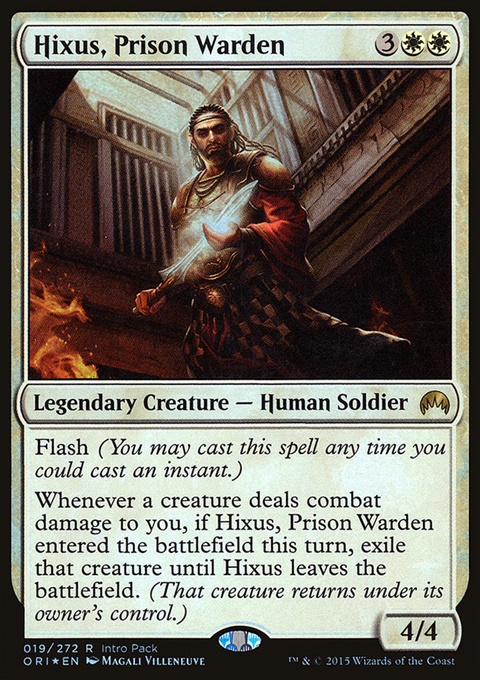 Hixus, Prison Warden 3
Legendary Creature — Human Soldier
Flash (You may cast this spell any time you
could cast an instant.)
Whenever a creature deals combat
damage to you, if Hixus, Prison Warden
entered the battlefield this turn, exile
that creature until Hixus leaves the
battlefield. (That creature returns under its
owner's control.)
4/4
019/272 R Intro Pack
ORI★EN Magali Villeneuve ™ & © 2015 Wizards of the Coast